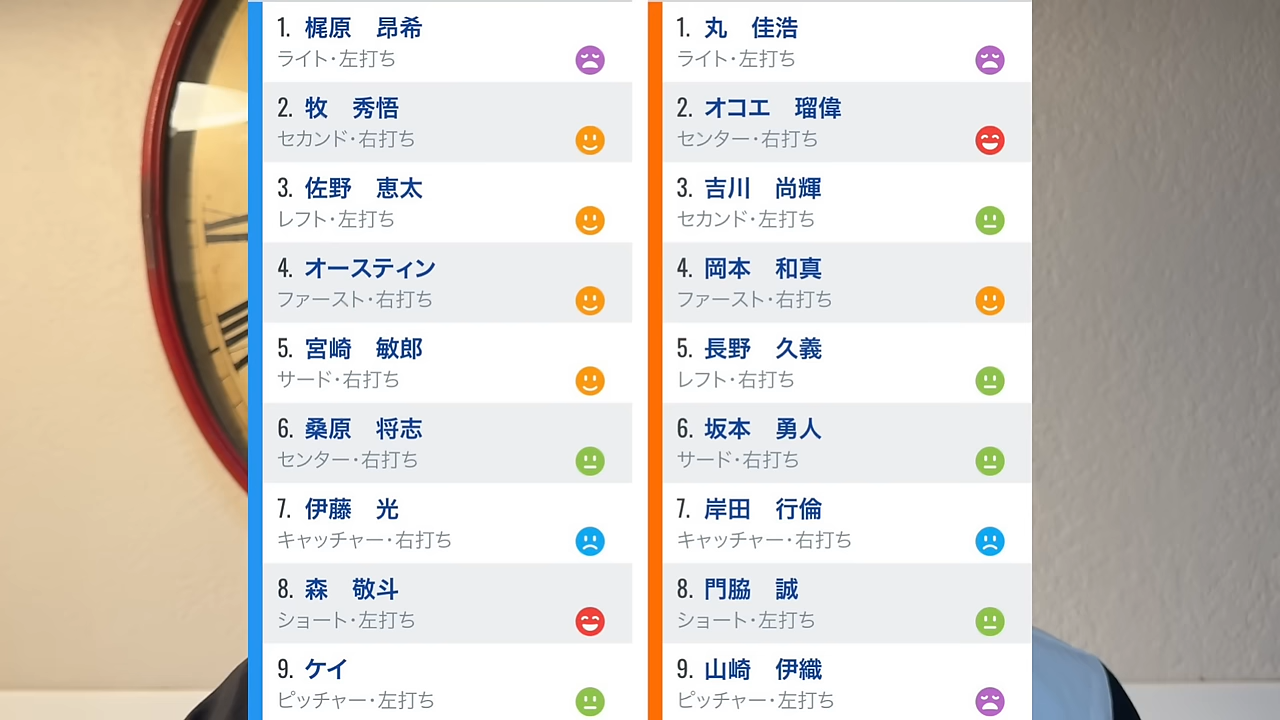 1. 梶原　昂希
ライト・左打ち
2. 牧　秀悟
セカンド・右打ち
3. 佐野　恵太
レフト・左打ち
4. オースティン
ファースト・右打ち
5. 宮崎　敏郎
サード・右打ち
6. 桑原　将志
センター・右打ち
7. 伊藤　光
キャッチャー・右打ち
8. 森　敬斗
ショート・左打ち
9. ケイ
ピッチャー・左打ち
1. 丸　佳浩
ライト・左打ち
2. オコエ　瑠偉
センター・右打ち
3. 吉川　尚輝
セカンド・左打ち
4. 岡本　和真
ファースト・右打ち
5. 長野　久義
レフト・右打ち
6. 坂本　勇人
サード・右打ち
7. 岸田　行倫
キャッチャー・右打ち
8. 門脇　誠
ショート・左打ち
9. 山崎　伊織
ピッチャー・左打ち